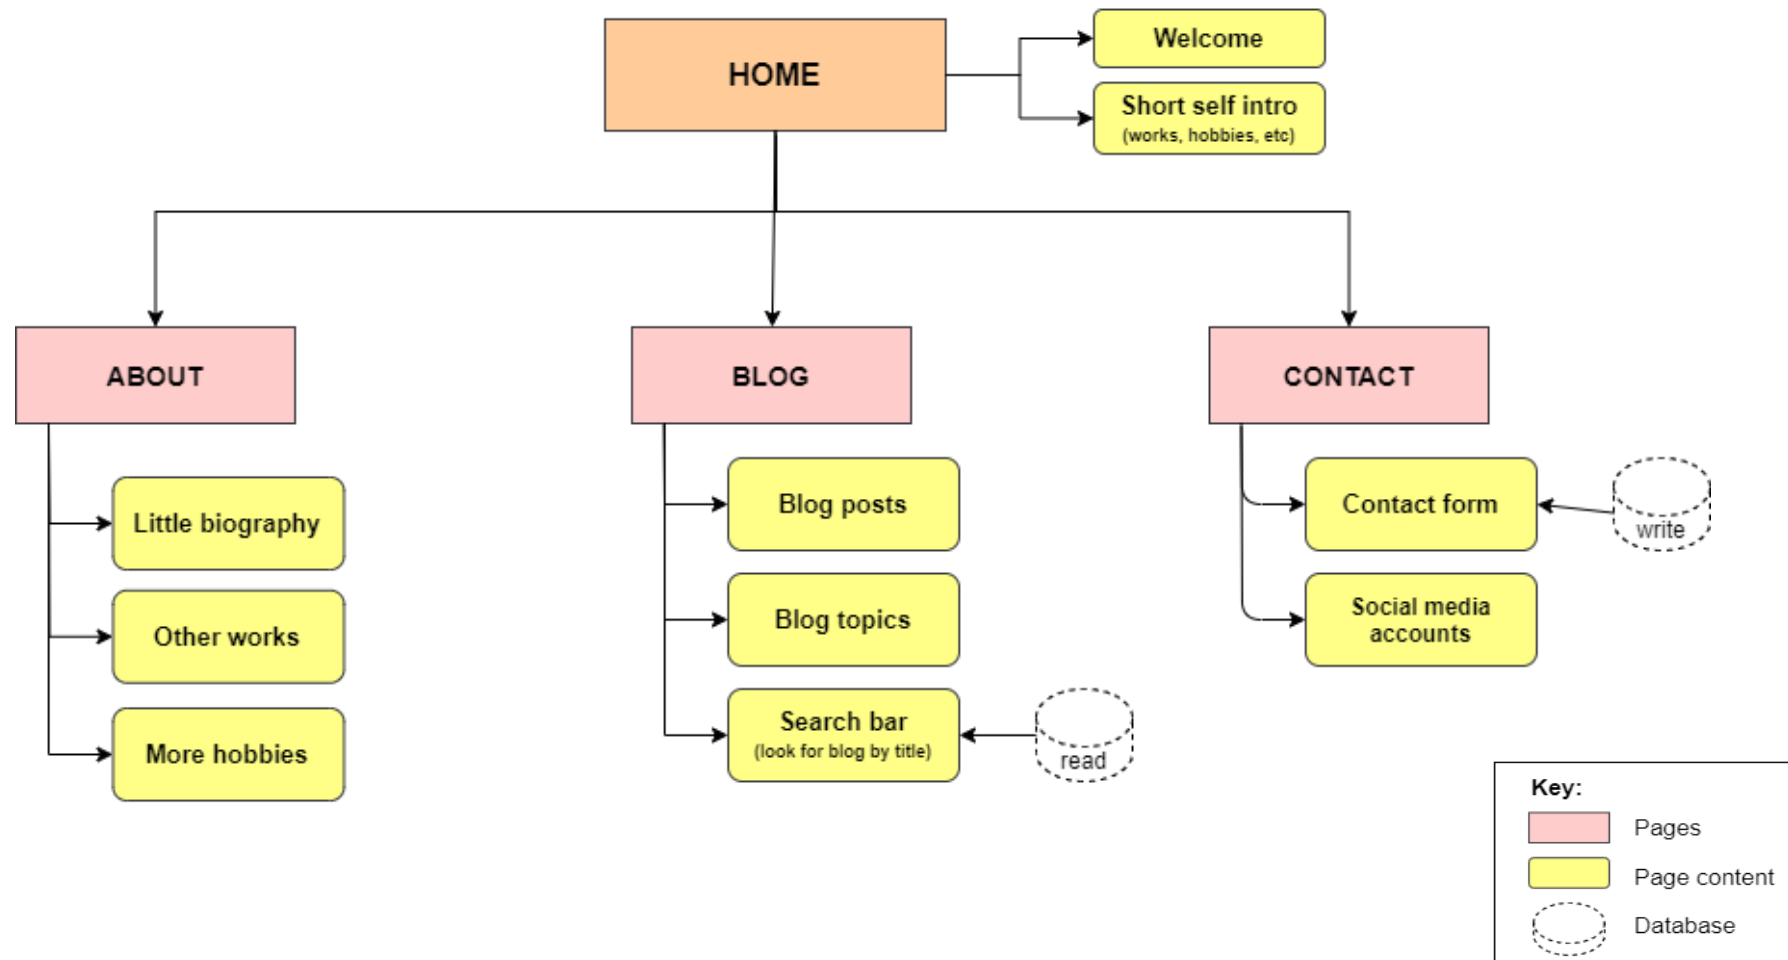 HOME
Welcome
Short self intro
(works, hobbies, etc)
ABOUT
Little biography
Other works
More hobbies
BLOG
Blog posts
Blog topics
Search bar
(look for blog by title)
read
CONTACT
Contact form
write
Social media
accounts
Key:
Pages
Page content
Database